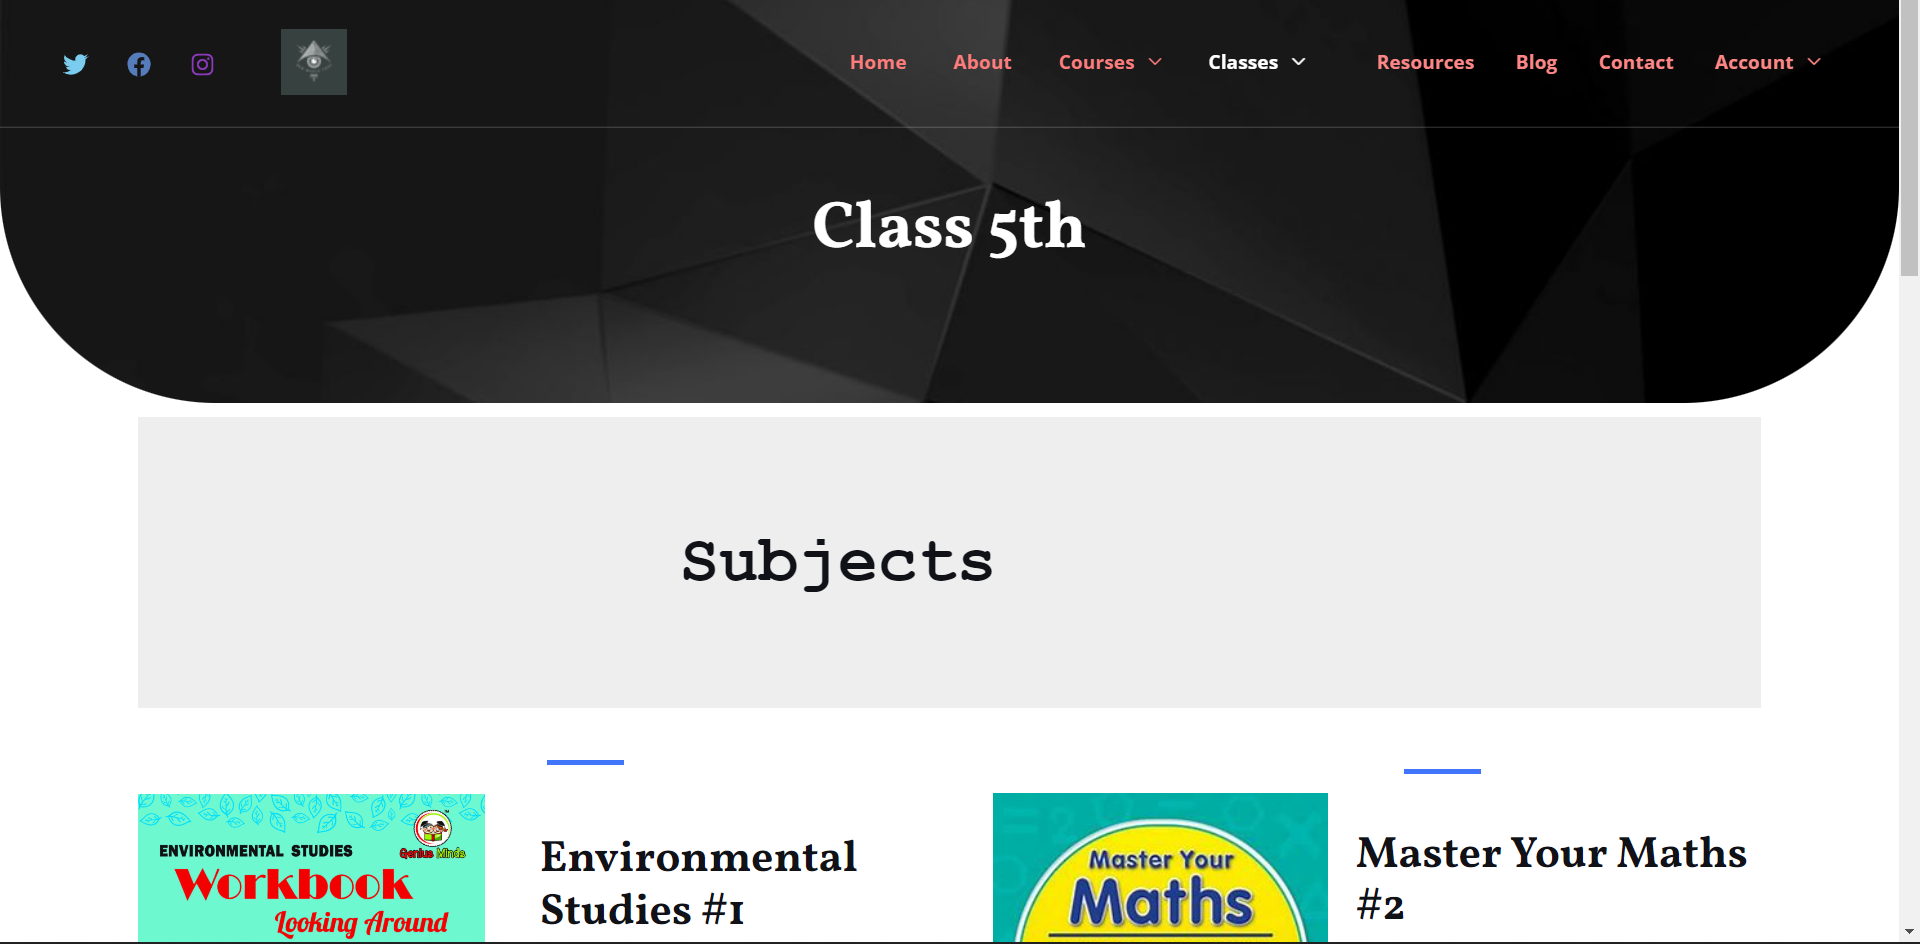 Home About Courses Classes Resources Blog Contact Account
Class 5th
Subjects
ENVIRONMENTAL STUDIES
Genius Minds
Workbook
Looking Around
Environmental
Studies #1
Master Your
Maths
Master Your Maths
#2